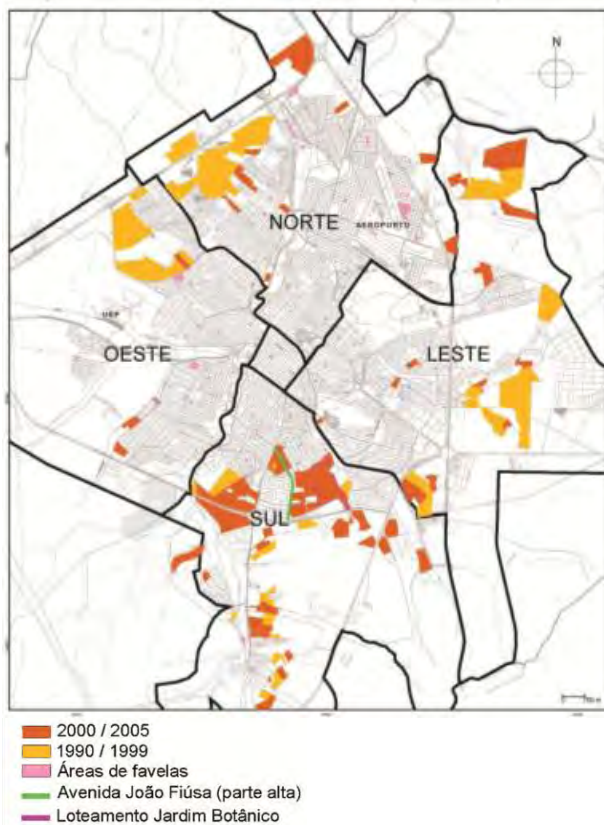 N
NORTE
AEROPORTO
USP
OESTE
LESTE
SUL
2000 / 2005
1990 / 1999
Áreas de favelas
Avenida João Fiúsa (parte alta)
Loteamento Jardim Botânico